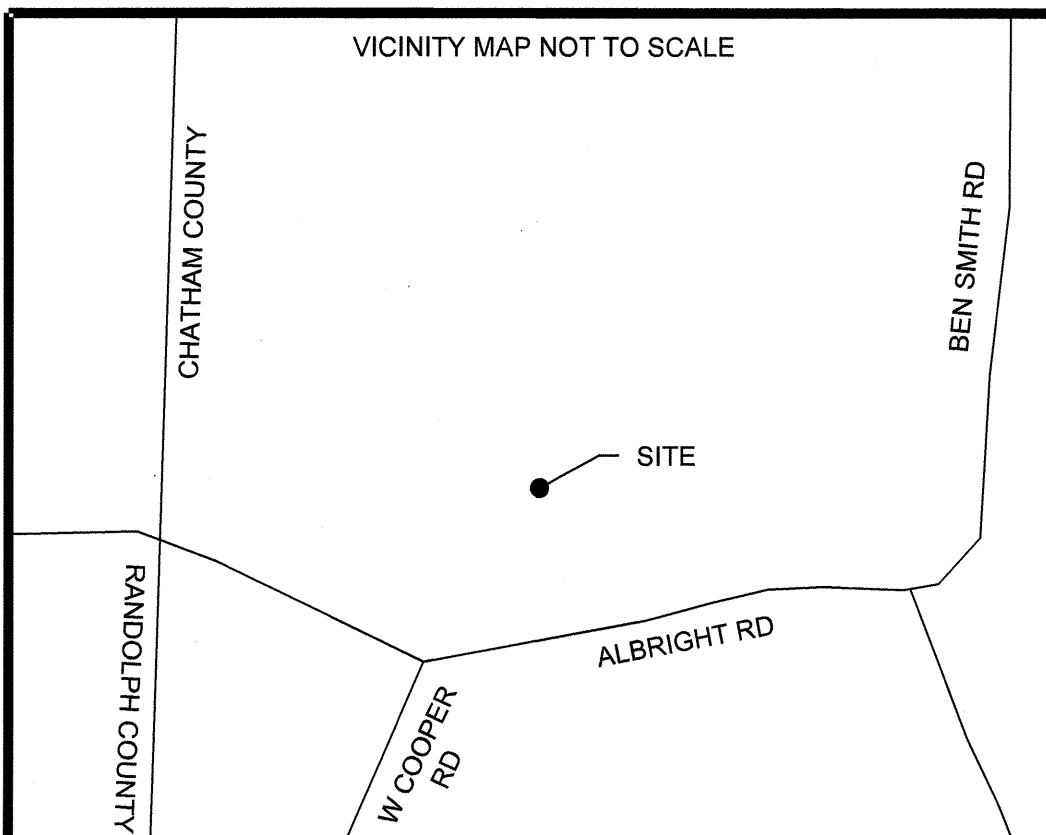 VICINITY MAP NOT TO SCALE
CHATHAM COUNTY
BEN SMITH RD
SITE
RANDOLPH COUNTY
ALBRIGHT RD
W COOPER
RD